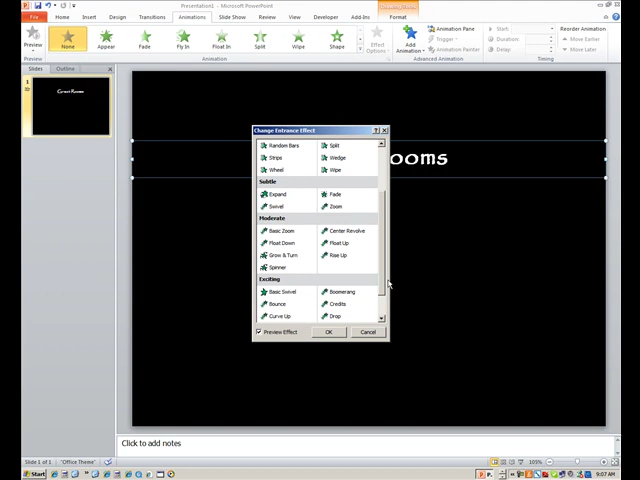 Presentation1 - Microsoft PowerPoint
Drawing Tools
File Home Insert Design Transitions Animations Slide Show Review View Developer Add-Ins Format
Preview
None Appear Fade Fly In Float In Split Wipe Shape
Effect Options
Add Animation
Animation Pane
Trigger
Animation Painter
Start:
Duration:
Delay:
Reorder Animation
Move Earlier
Move Later
Preview Animation Advanced Animation Timing
Slides Outline
1
ooms
Change Entrance Effect
Random Bars Split
Strips Wedge
Wheel Wipe
Subtle
Expand Fade
Swivel Zoom
Moderate
Basic Zoom Center Revolve
Float Down Float Up
Grow & Turn Rise Up
Spinner
Exciting
Basic Swivel Boomerang
Bounce Credits
Curve Up Drop
Preview Effect OK Cancel
Click to add notes
Slide 1 of 1 "Office Theme" 105%
Start 9:07 AM